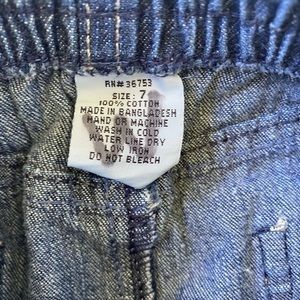 RN# 36753
SIZE: 7
100% COTTON
MADE IN BANGLADESH
HAND OR MACHINE
WASH IN COLD
WATER LINE DRY
LOW IRON
DO NOT BLEACH